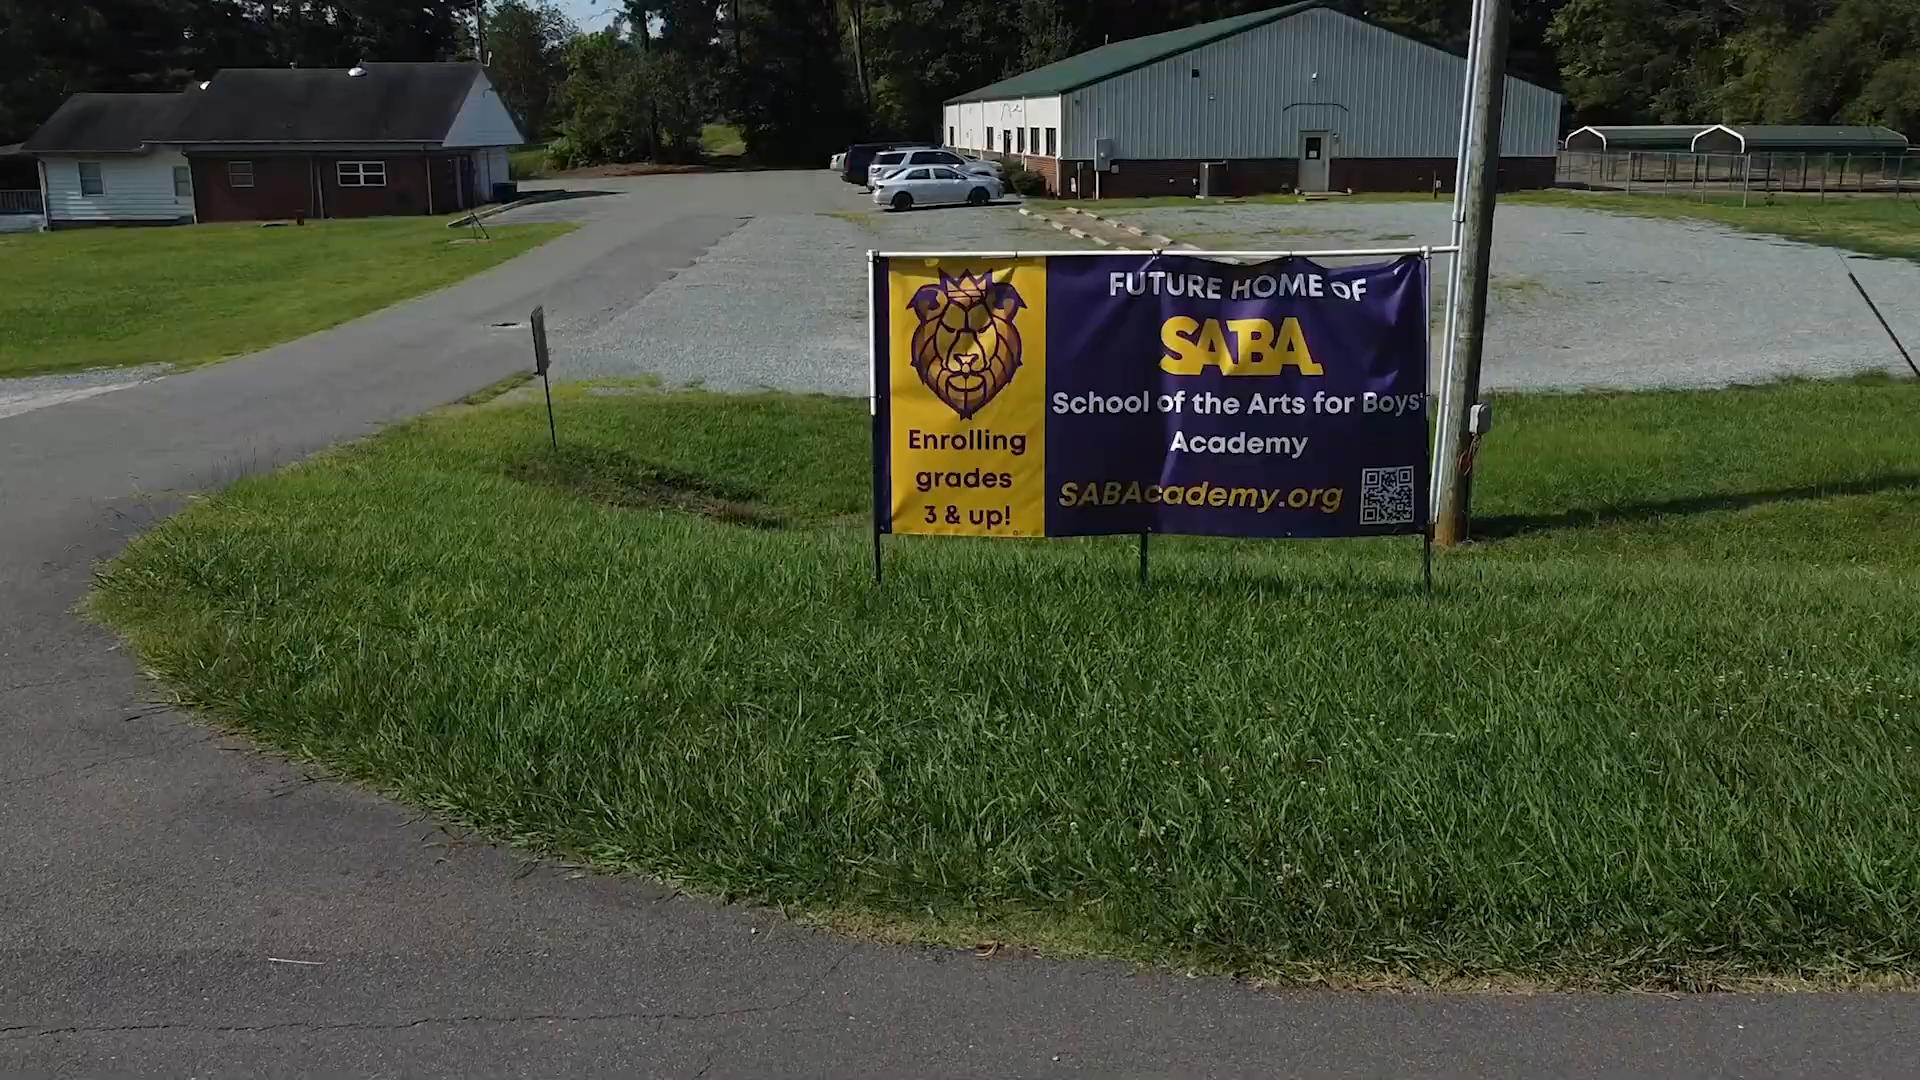 Enrolling
grades
3 & up!
FUTURE HOME OF
SABA
School of the Arts for Boys'
Academy
SABAcademy.org